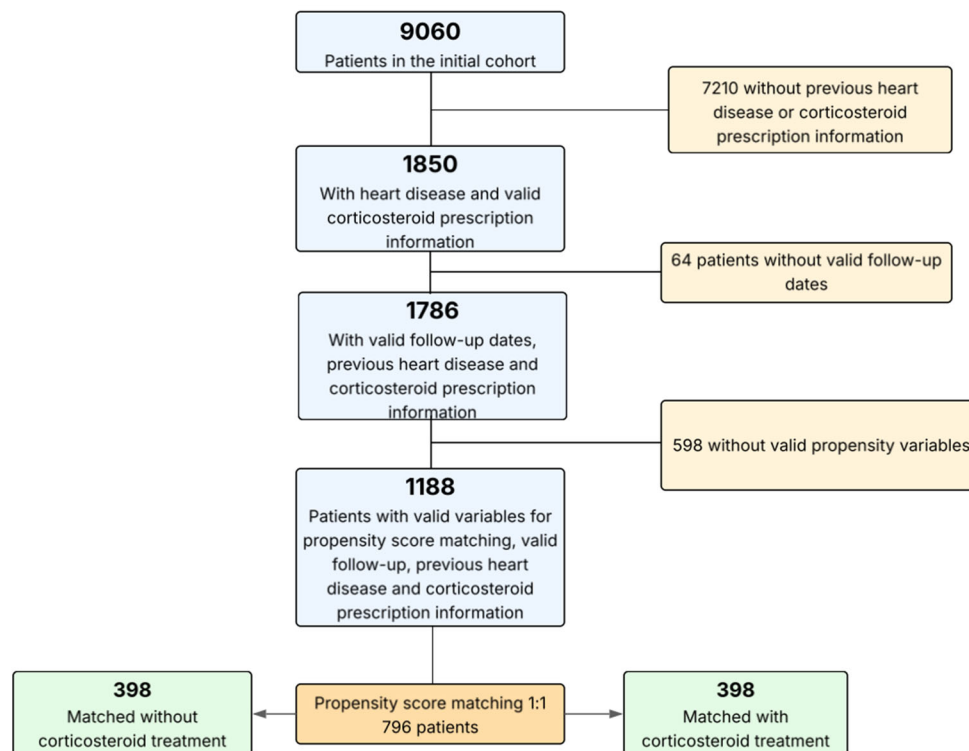 9060
Patients in the initial cohort
7210 without previous heart
disease or corticosteroid
prescription information
1850
With heart disease and valid
corticosteroid prescription
information
64 patients without valid follow-up
dates
1786
With valid follow-up dates,
previous heart disease and
corticosteroid prescription
information
598 without valid propensity variables
1188
Patients with valid variables for
propensity score matching, valid
follow-up, previous heart
disease and corticosteroid
prescription information
398
Matched without
corticosteroid treatment
Propensity score matching 1:1
796 patients
398
Matched with
corticosteroid treatment